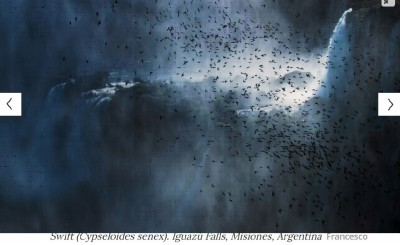 Swift (Cypseloides senex). Iguazú Falls, Misiones, Argentina Francesco